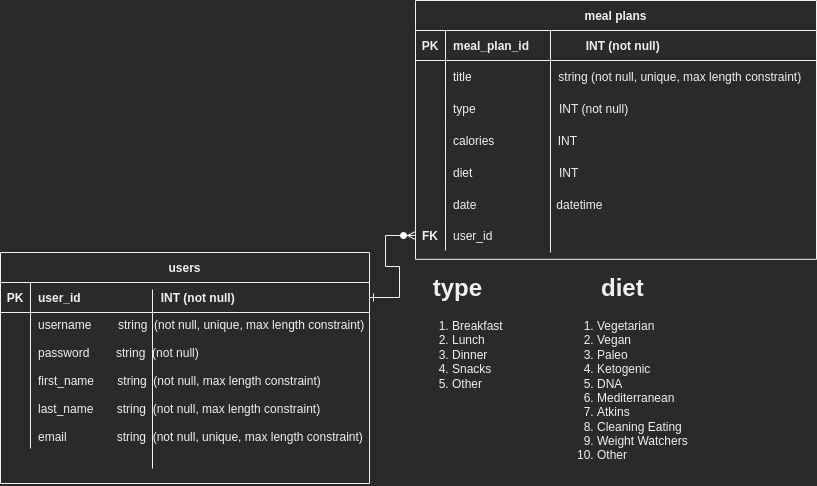 meal plans
PK meal_plan_id INT (not null)
title string (not null, unique, max length constraint)
type INT (not null)
calories INT
diet INT
date datetime
FK user_id
users
PK user_id INT (not null)
username string (not null, unique, max length constraint)
password string (not null)
first_name string (not null, max length constraint)
last_name string (not null, max length constraint)
email string (not null, unique, max length constraint)
type
1. Breakfast
2. Lunch
3. Dinner
4. Snacks
5. Other
diet
1. Vegetarian
2. Vegan
3. Paleo
4. Ketogenic
5. DNA
6. Mediterranean
7. Atkins
8. Cleaning Eating
9. Weight Watchers
10. Other